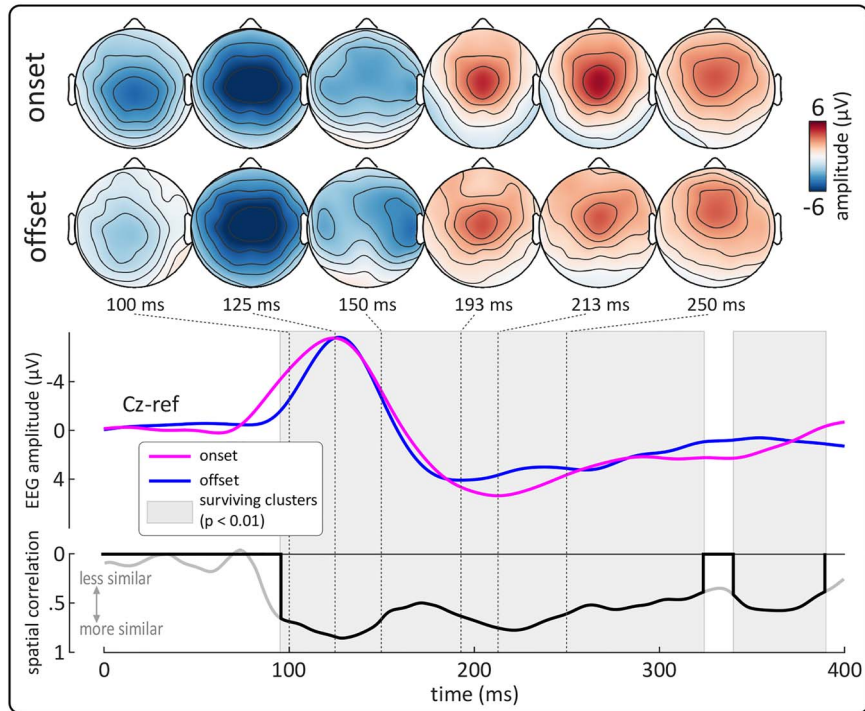 onset
6
amplitude (µV)
-6
offset
100 ms 125 ms 150 ms 193 ms 213 ms 250 ms
EEG amplitude (µV)
-4
0
4
Cz-ref
onset
offset
surviving clusters
(p < 0.01)
spatial correlation
0
.5
1
less similar
more similar
0 100 200 300 400
time (ms)